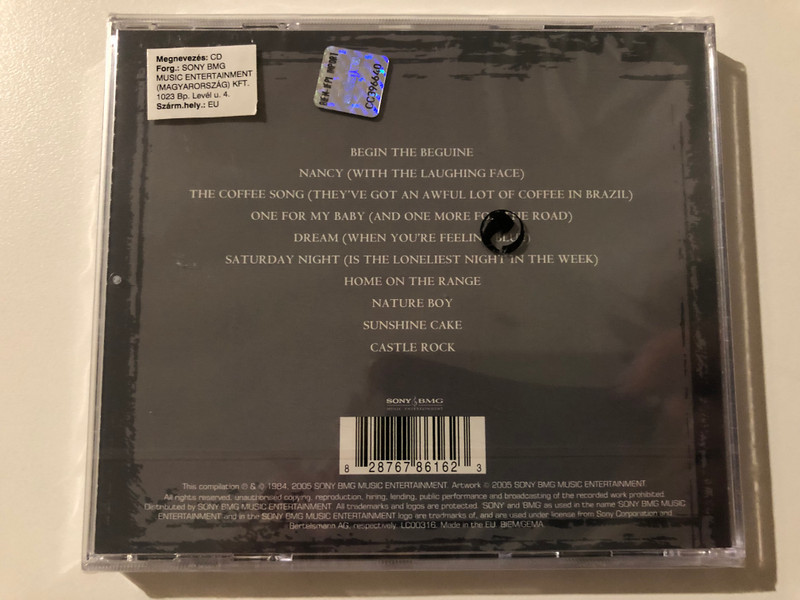 Megnevezés: CD
Forg.: SONY BMG
MUSIC ENTERTAINMENT
(MAGYARORSZÁG) KFT.
1023 Bp. Levél u. 4.
Szárm.hely.: EU
CC396640
BEGIN THE BEGUINE
NANCY (WITH THE LAUGHING FACE)
THE COFFEE SONG (THEY'VE GOT AN AWFUL LOT OF COFFEE IN BRAZIL)
ONE FOR MY BABY (AND ONE MORE FOR THE ROAD)
DREAM (WHEN YOU'RE FEELING BLUE)
SATURDAY NIGHT (IS THE LONELIEST NIGHT IN THE WEEK)
HOME ON THE RANGE
NATURE BOY
SUNSHINE CAKE
CASTLE ROCK
SONY BMG
MUSIC ENTERTAINMENT
8 28767 86162 3
This compilation ℗ & © 1984, 2005 SONY BMG MUSIC ENTERTAINMENT. Artwork © 2005 SONY BMG MUSIC ENTERTAINMENT.
All rights reserved, unauthorised copying, reproduction, hiring, lending, public performance and broadcasting of the recorded work prohibited.
Distributed by SONY BMG MUSIC ENTERTAINMENT. All trademarks and logos are protected. 'SONY' and 'BMG' as used in the name 'SONY BMG MUSIC
ENTERTAINMENT' and in the SONY BMG MUSIC ENTERTAINMENT logo are trademarks of, and are used under license from Sony Corporation and
Bertelsmann AG, respectively. LC00316. Made in the EU. BIEM/GEMA.